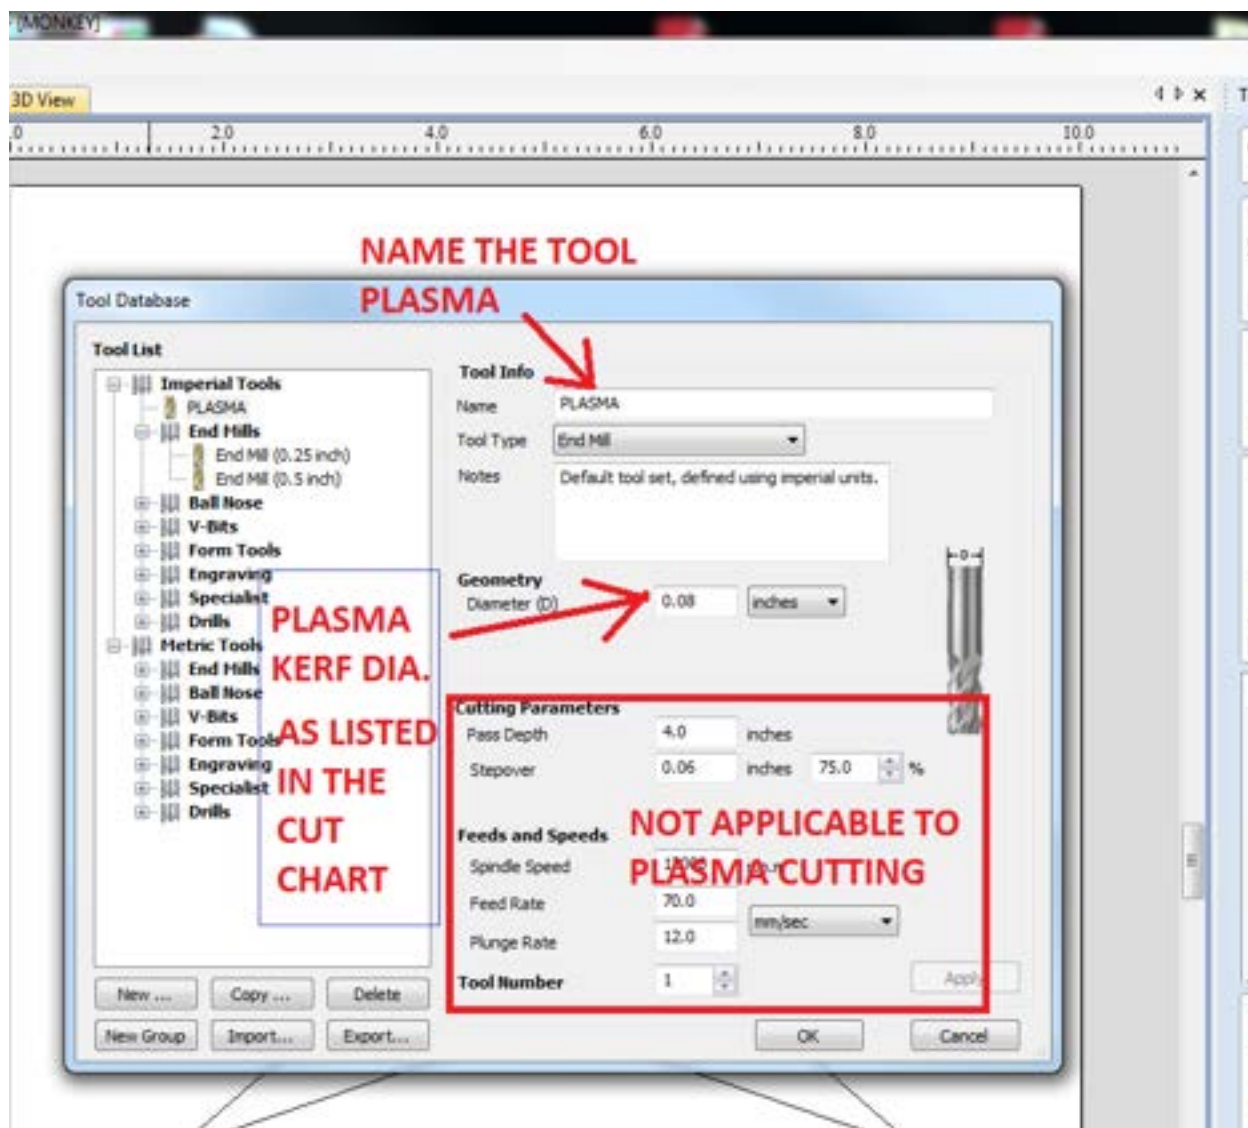 [MONKEY]
3D View
2.0 4.0 6.0 8.0 10.0
NAME THE TOOL
PLASMA
Tool Database
Tool List
Imperial Tools
PLASMA
End Mills
End Mill (0.25 inch)
End Mill (0.5 inch)
Ball Nose
V-Bits
Form Tools
Engraving
Specialist
Drills
Metric Tools
End Mills
Ball Nose
V-Bits
Form Tools
Engraving
Specialist
Drills
PLASMA
KERF DIA.
AS LISTED
IN THE
CUT
CHART
New ... Copy ... Delete
New Group Import... Export...
Tool Info
Name PLASMA
Tool Type End Mill
Notes Default tool set, defined using imperial units.
Geometry
Diameter (D) 0.08 inches
D
Cutting Parameters
Pass Depth 4.0 inches
Stepover 0.06 inches 75.0 %
NOT APPLICABLE TO
PLASMA CUTTING
Feeds and Speeds
Spindle Speed
Feed Rate 70.0
mm/sec
Plunge Rate 12.0
Tool Number 1
Apply
OK Cancel